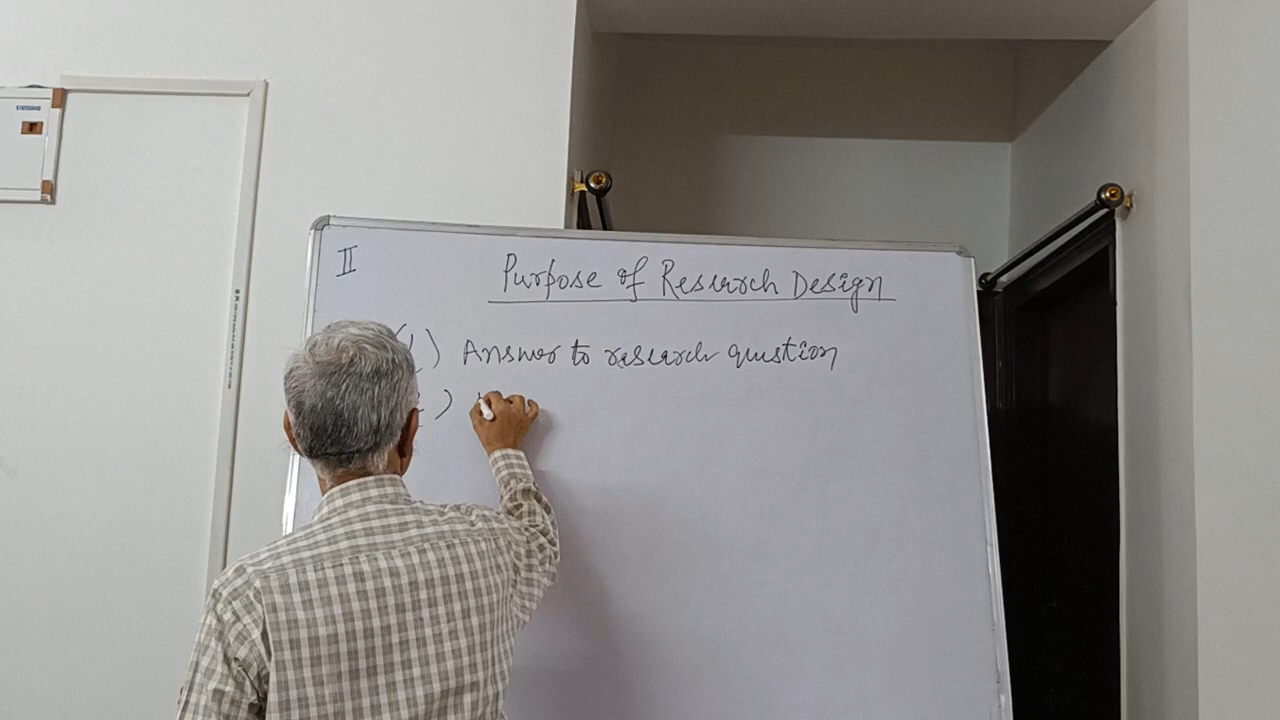 II
Purpose of Research Design
(1) Answer to research question
)